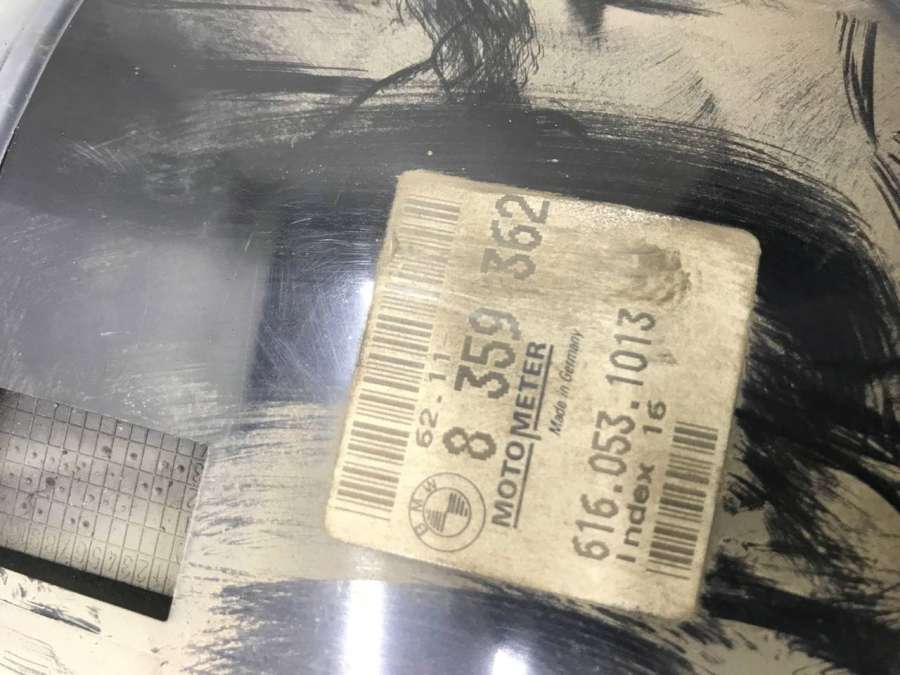 62.11-
8 359 362
BMW
MOTOMETER
Made in Germany
616.053.1013
Index 16